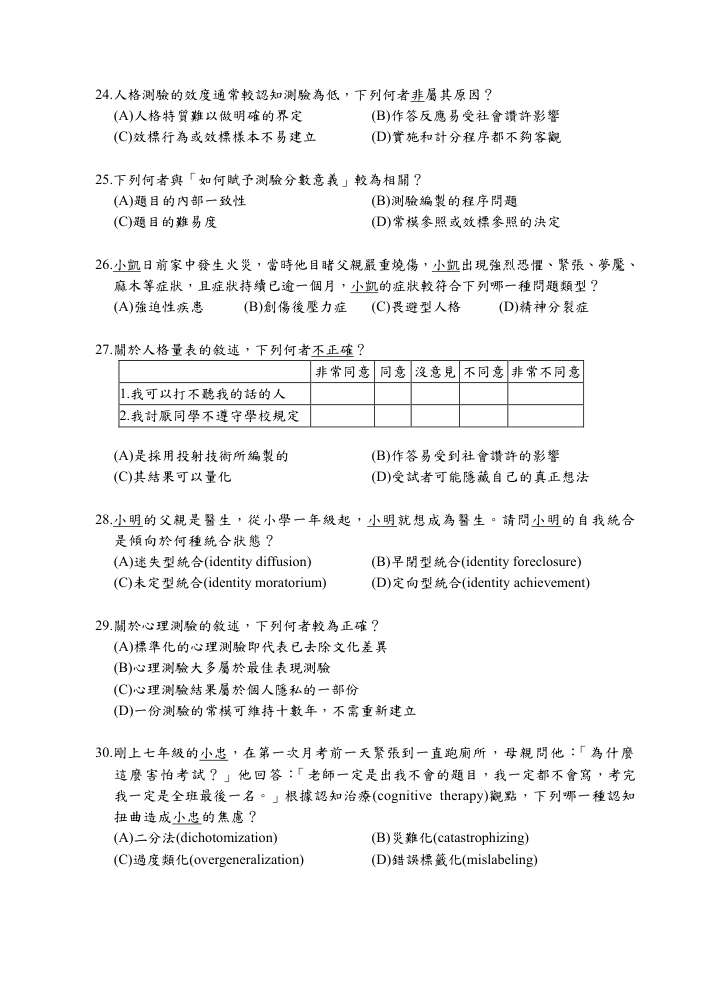 24.人格測驗的效度通常較認知測驗為低，下列何者非屬其原因？
(A)人格特質難以做明確的界定 (B)作答反應易受社會讚許影響
(C)效標行為或效標樣本不易建立 (D)實施和計分程序都不夠客觀
25.下列何者與「如何賦予測驗分數意義」較為相關？
(A)題目的內部一致性 (B)測驗編製的程序問題
(C)題目的難易度 (D)常模參照或效標參照的決定
26.小凱日前家中發生火災，當時他目睹父親嚴重燒傷，小凱出現強烈恐懼、緊張、夢魘、
麻木等症狀，且症狀持續已逾一個月，小凱的症狀較符合下列哪一種問題類型？
(A)強迫性疾患 (B)創傷後壓力症 (C)畏避型人格 (D)精神分裂症
27.關於人格量表的敘述，下列何者不正確？
非常同意 同意 沒意見 不同意 非常不同意
1.我可以打不聽我的話的人
2.我討厭同學不遵守學校規定
(A)是採用投射技術所編製的 (B)作答易受到社會讚許的影響
(C)其結果可以量化 (D)受試者可能隱藏自己的真正想法
28.小明的父親是醫生，從小學一年級起，小明就想成為醫生。請問小明的自我統合
是傾向於何種統合狀態？
(A)迷失型統合(identity diffusion) (B)早閉型統合(identity foreclosure)
(C)未定型統合(identity moratorium) (D)定向型統合(identity achievement)
29.關於心理測驗的敘述，下列何者較為正確？
(A)標準化的心理測驗即代表已去除文化差異
(B)心理測驗大多屬於最佳表現測驗
(C)心理測驗結果屬於個人隱私的一部份
(D)一份測驗的常模可維持十數年，不需重新建立
30.剛上七年級的小忠，在第一次月考前一天緊張到一直跑廁所，母親問他：「為什麼
這麼害怕考試？」他回答：「老師一定是出我不會的題目，我一定都不會寫，考完
我一定是全班最後一名。」根據認知治療(cognitive therapy)觀點，下列哪一種認知
扭曲造成小忠的焦慮？
(A)二分法(dichotomization) (B)災難化(catastrophizing)
(C)過度類化(overgeneralization) (D)錯誤標籤化(mislabeling)